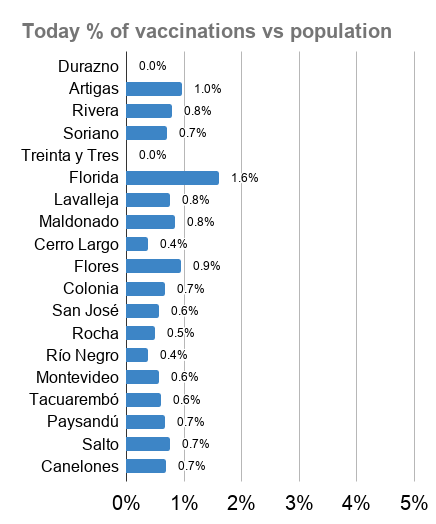 Today % of vaccinations vs population
Durazno 0.0%
Artigas 1.0%
Rivera 0.8%
Soriano 0.7%
Treinta y Tres 0.0%
Florida 1.6%
Lavalleja 0.8%
Maldonado 0.8%
Cerro Largo 0.4%
Flores 0.9%
Colonia 0.7%
San José 0.6%
Rocha 0.5%
Río Negro 0.4%
Montevideo 0.6%
Tacuarembó 0.6%
Paysandú 0.7%
Salto 0.7%
Canelones 0.7%
0% 1% 2% 3% 4% 5%